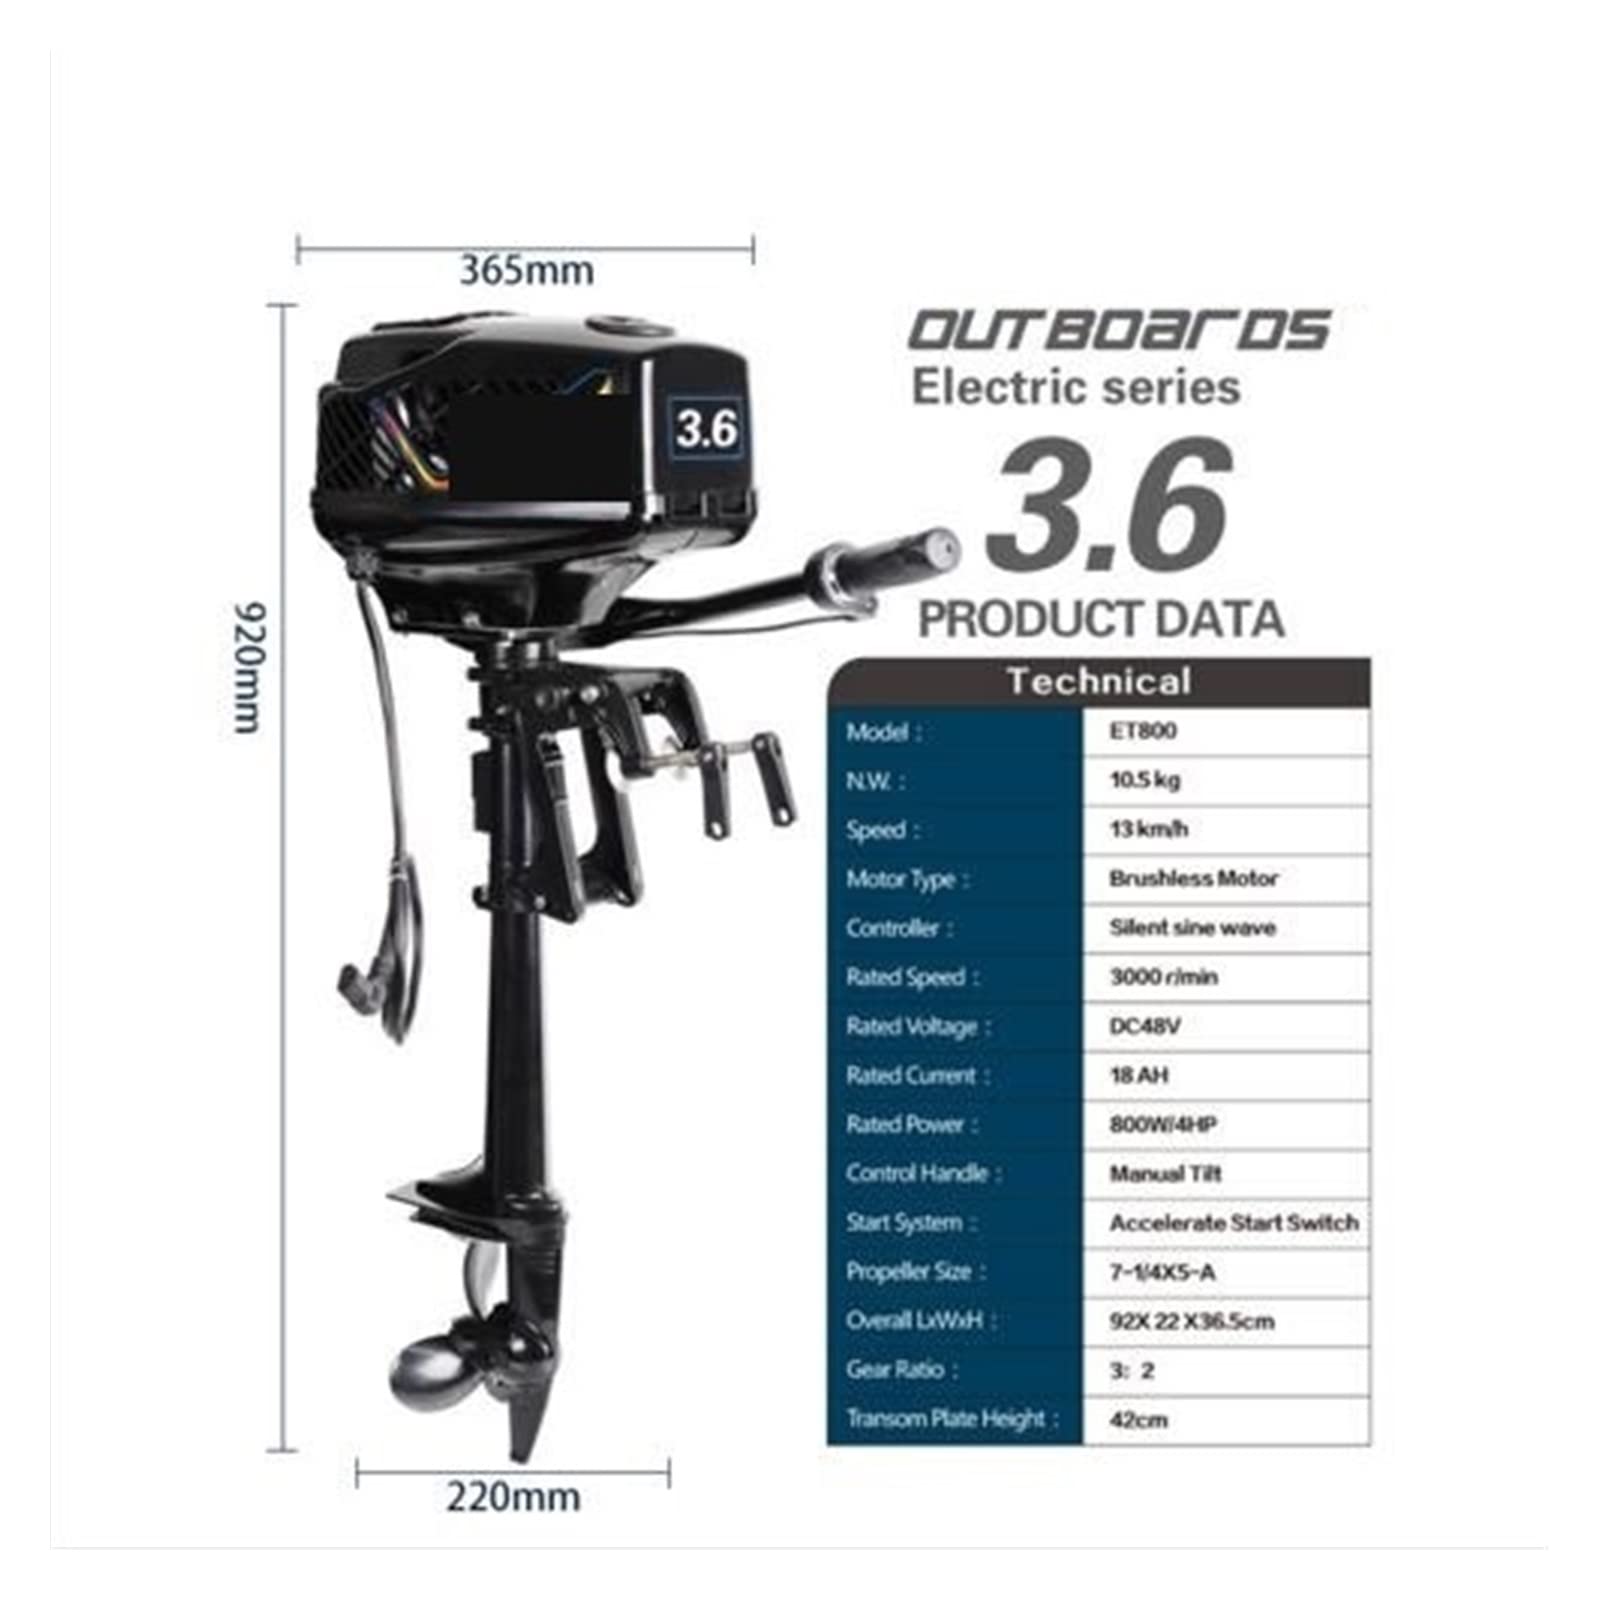 365mm
920mm
3.6
220mm
OUTBOARDS
Electric series
3.6
PRODUCT DATA
Technical
Model : ET800
N.W. : 10.5 kg
Speed : 13 km/h
Motor Type : Brushless Motor
Controller : Silent sine wave
Rated Speed : 3000 r/min
Rated Voltage : DC48V
Rated Current : 18 AH
Rated Power : 800W/4HP
Control Handle : Manual Tilt
Start System : Accelerate Start Switch
Propeller Size : 7-1/4X5-A
Overall LxWxH : 92X 22 X36.5cm
Gear Ratio : 3: 2
Transom Plate Height : 42cm